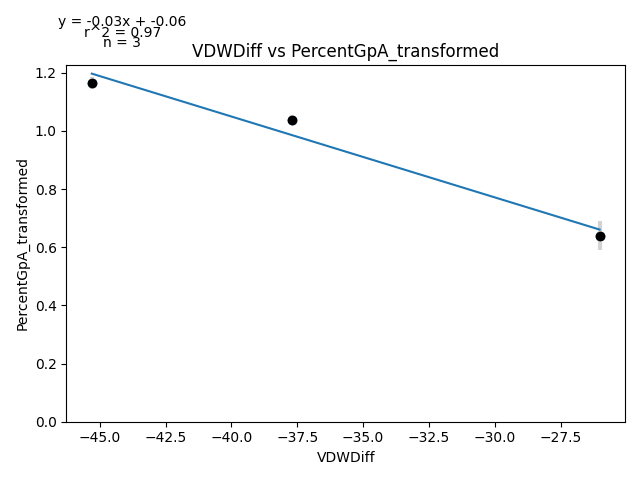 y = -0.03x + -0.06
r^2 = 0.97
n = 3
VDWDiff vs PercentGpA_transformed
1.2
1.0
0.8
0.6
0.4
0.2
0.0
PercentGpA_transformed
−45.0 −42.5 −40.0 −37.5 −35.0 −32.5 −30.0 −27.5
VDWDiff